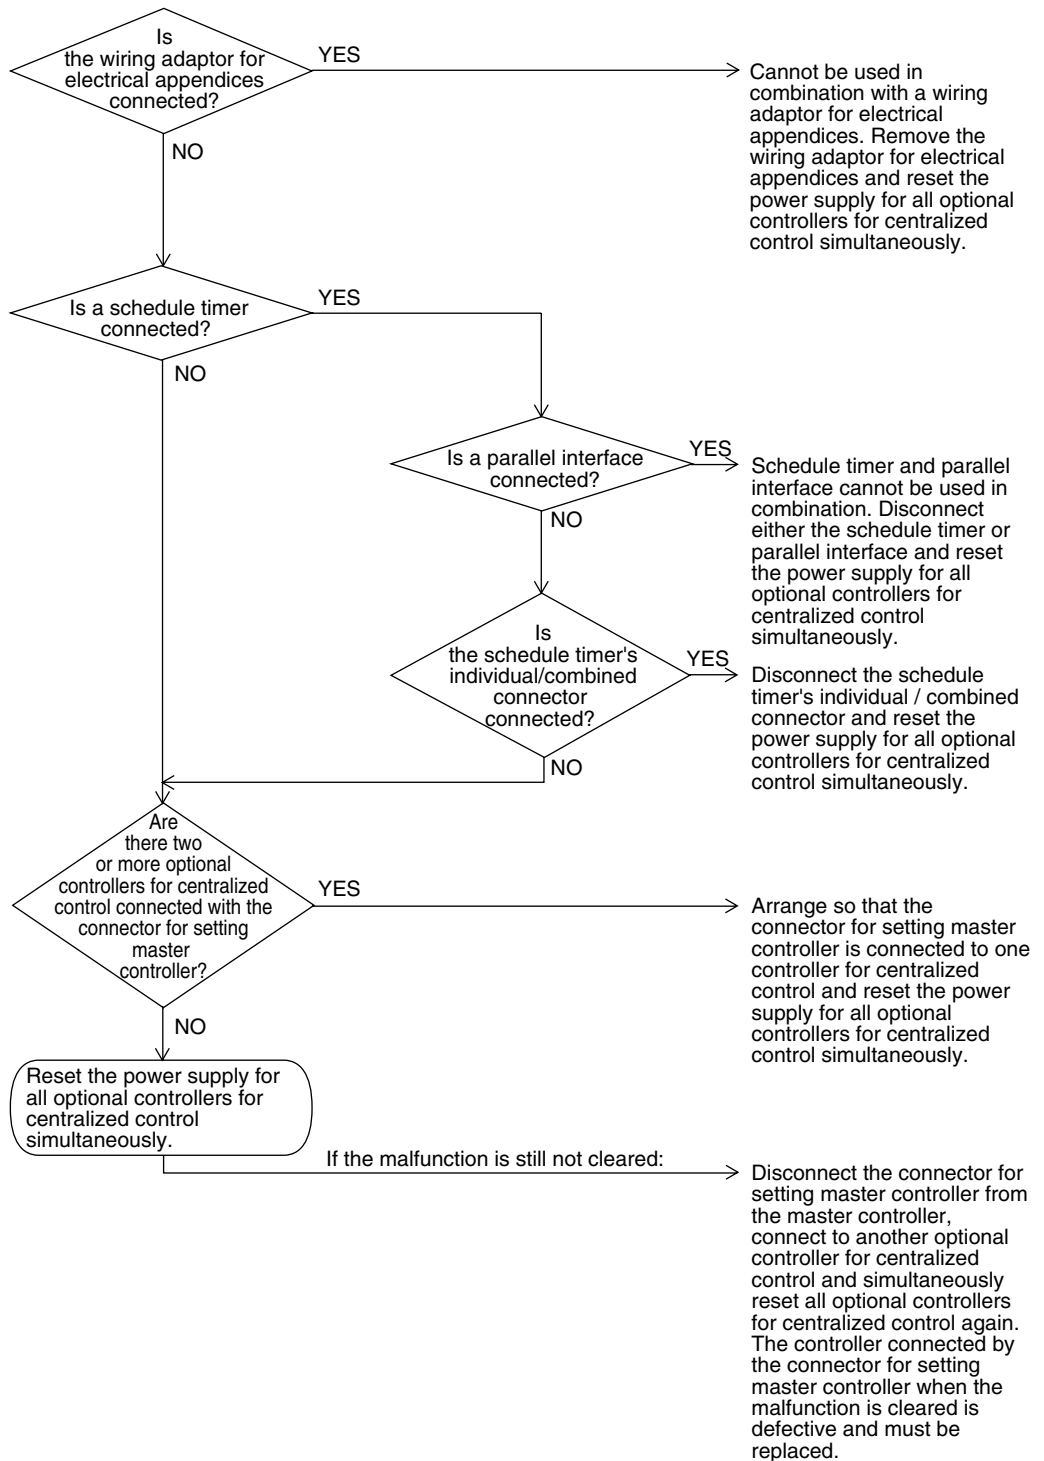 Is
the wiring adaptor for
electrical appendices
connected?
YES
Cannot be used in
combination with a wiring
adaptor for electrical
appendices. Remove the
wiring adaptor for electrical
appendices and reset the
power supply for all optional
controllers for centralized
control simultaneously.
NO
Is a schedule timer
connected?
YES
NO
Is a parallel interface
connected?
YES
Schedule timer and parallel
interface cannot be used in
combination. Disconnect
either the schedule timer or
parallel interface and reset
the power supply for all
optional controllers for
centralized control
simultaneously.
NO
Is
the schedule timer's
individual/combined
connector
connected?
YES
Disconnect the schedule
timer's individual / combined
connector and reset the
power supply for all optional
controllers for centralized
control simultaneously.
NO
Are
there two
or more optional
controllers for centralized
control connected with the
connector for setting
master
controller?
YES
Arrange so that the
connector for setting master
controller is connected to one
controller for centralized
control and reset the power
supply for all optional
controllers for centralized
control simultaneously.
NO
Reset the power supply for
all optional controllers for
centralized control
simultaneously.
If the malfunction is still not cleared:
Disconnect the connector for
setting master controller from
the master controller,
connect to another optional
controller for centralized
control and simultaneously
reset all optional controllers
for centralized control again.
The controller connected by
the connector for setting
master controller when the
malfunction is cleared is
defective and must be
replaced.